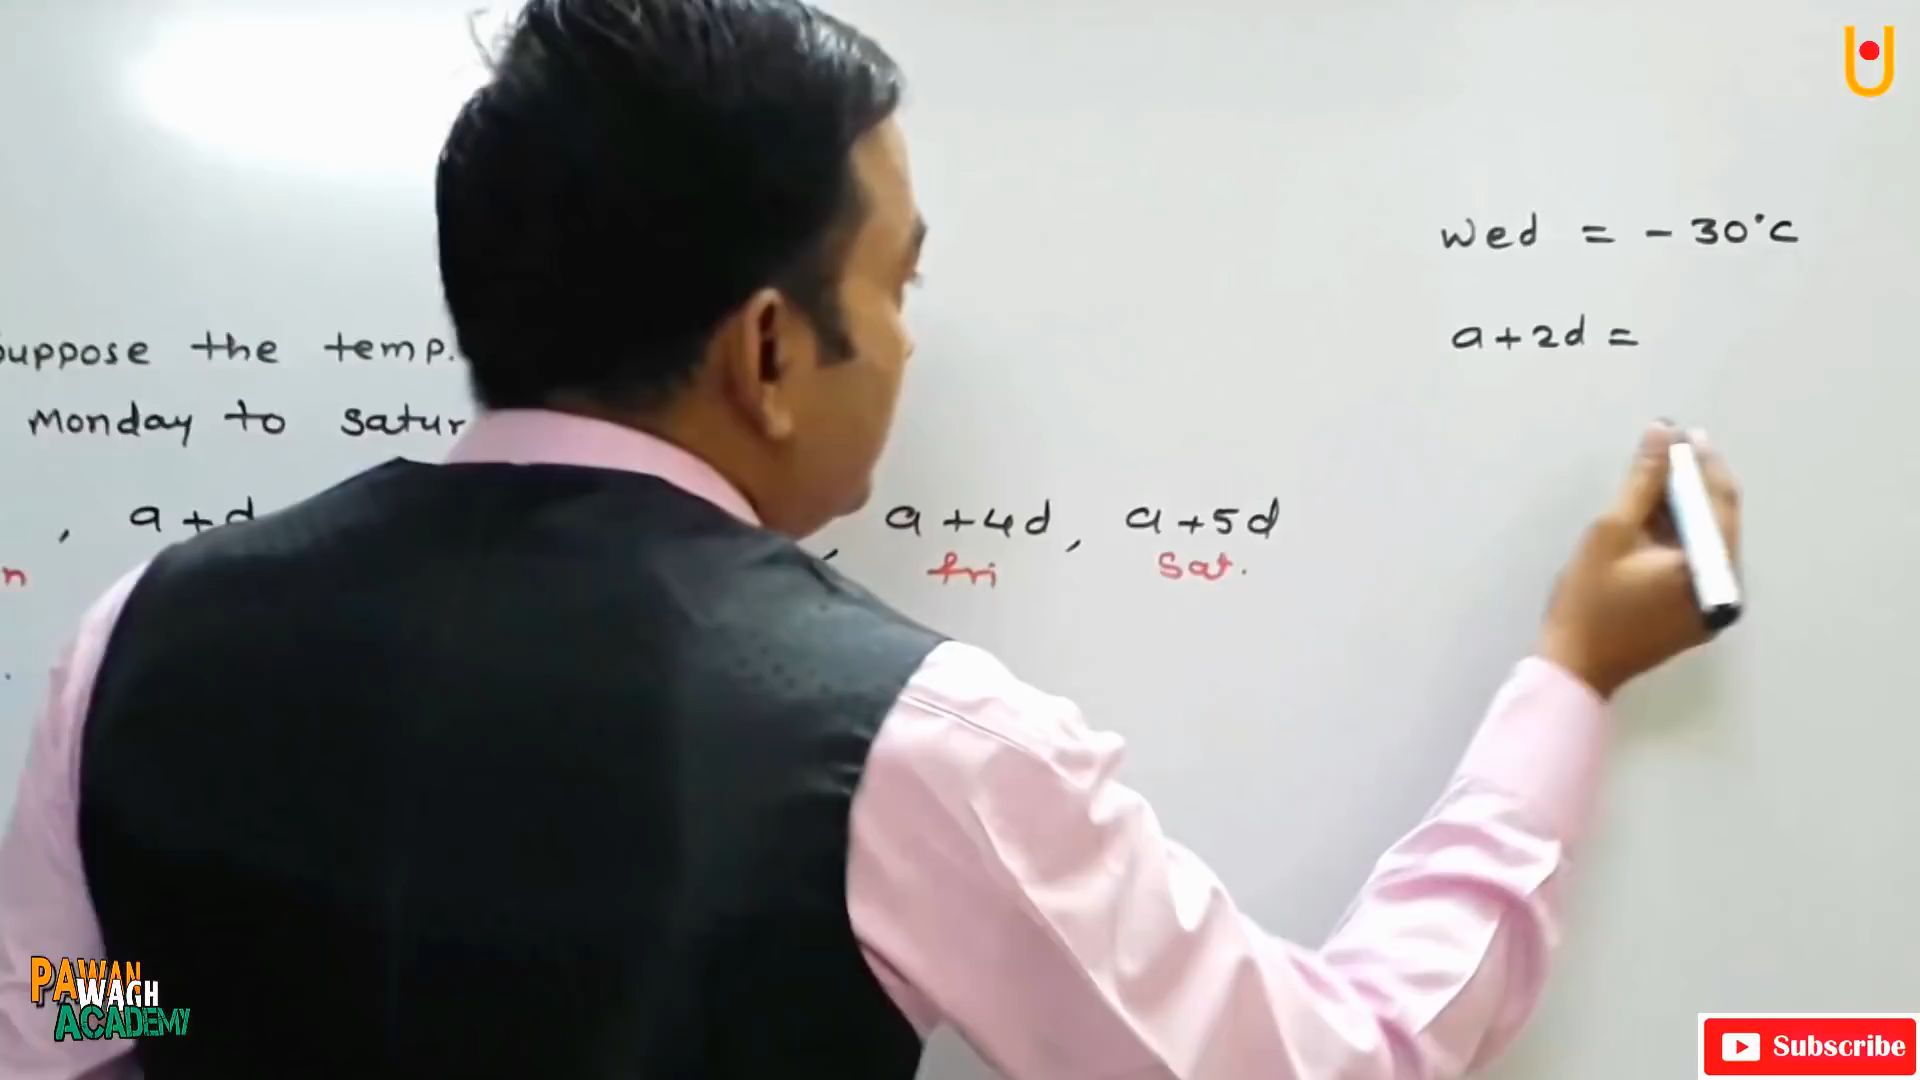 wed = - 30°C
a + 2d =
uppose the temp.
Monday to satur
, a + d , a + 4d , a + 5d
n fri Sat.
PAWAN
WAGH
ACADEMY
Subscribe